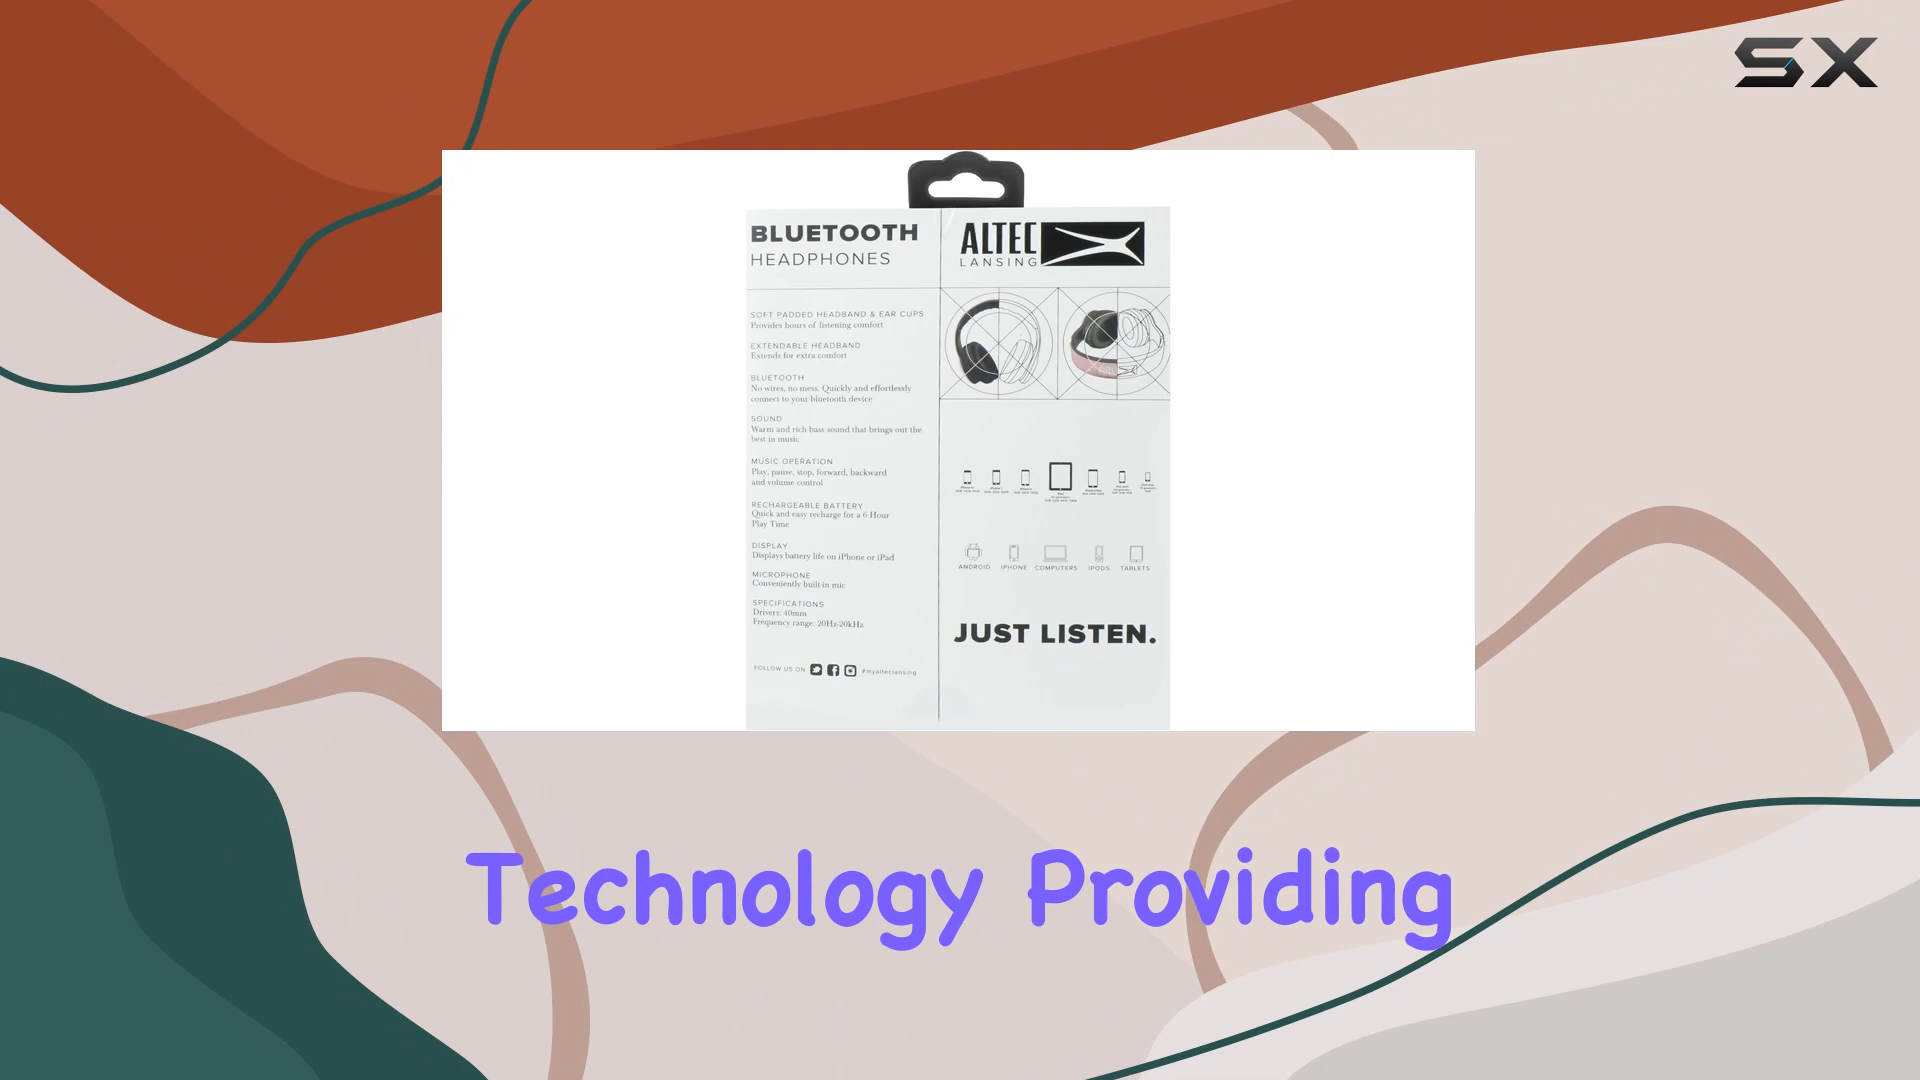 SX
BLUETOOTH
HEADPHONES
SOFT PADDED HEADBAND & EAR CUPS
Provides hours of listening comfort
EXTENDABLE HEADBAND
Extends for extra comfort
BLUETOOTH
No wires, no mess. Quickly and effortlessly
connect to your bluetooth device
SOUND
Warm and rich bass sound that brings out the
best in music
MUSIC OPERATION
Play, pause, stop, forward, backward
and volume control
RECHARGEABLE BATTERY
Quick and easy recharge for a 6 Hour
Play Time
DISPLAY
Displays battery life on iPhone or iPad
MICROPHONE
Conveniently built-in mic
SPECIFICATIONS
Drivers: 40mm
Frequency range: 20Hz-20kHz
FOLLOW US ON #myalteclansing
ALTEC
LANSING
ANDROID IPHONE COMPUTERS IPODS TABLETS
JUST LISTEN.
Technology Providing